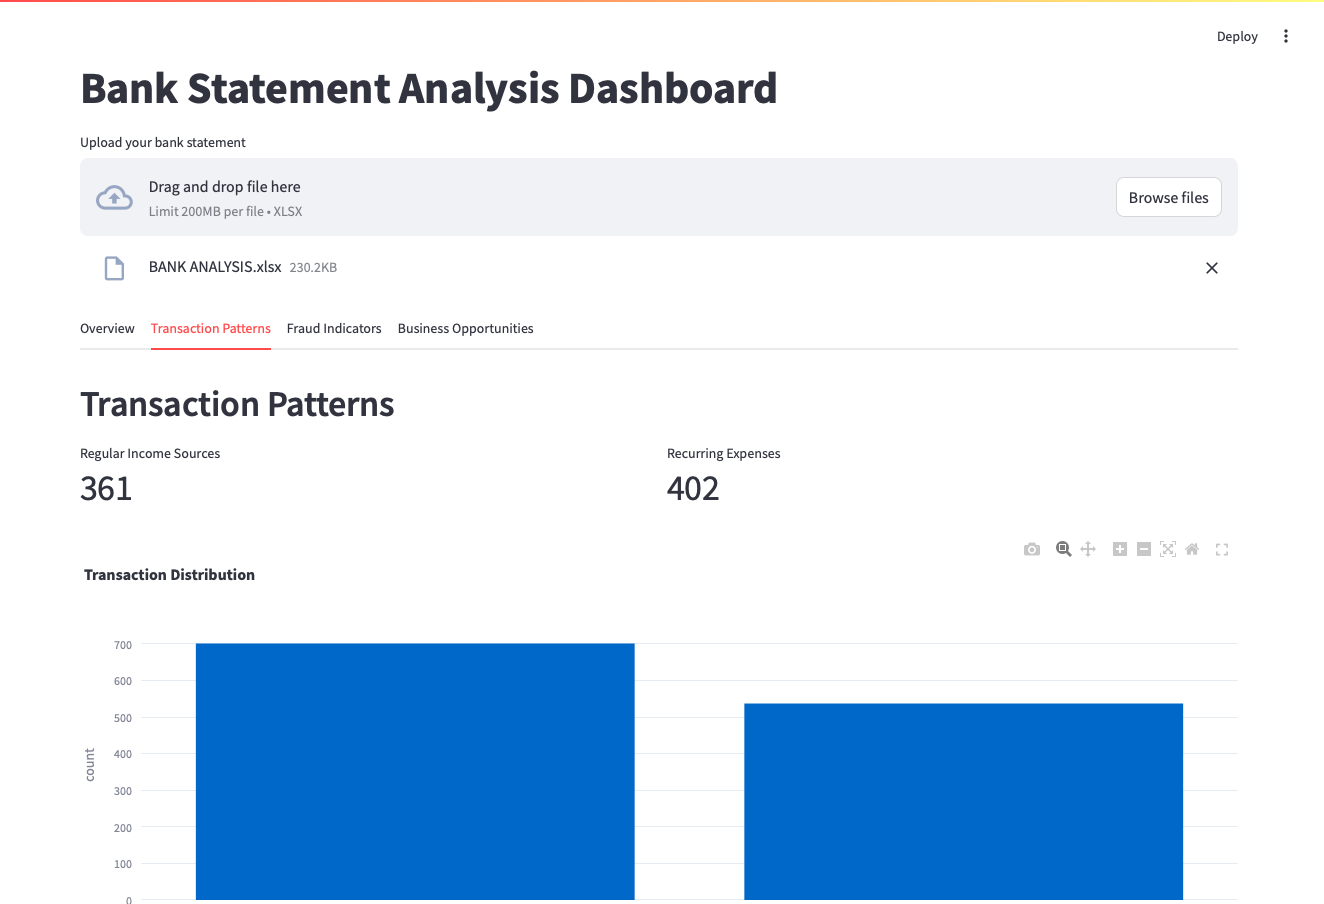 Deploy
Bank Statement Analysis Dashboard
Upload your bank statement
Drag and drop file here
Limit 200MB per file • XLSX
Browse files
BANK ANALYSIS.xlsx 230.2KB
Overview Transaction Patterns Fraud Indicators Business Opportunities
Transaction Patterns
Regular Income Sources
361
Recurring Expenses
402
Transaction Distribution
700
600
500
400
300
200
100
0
count